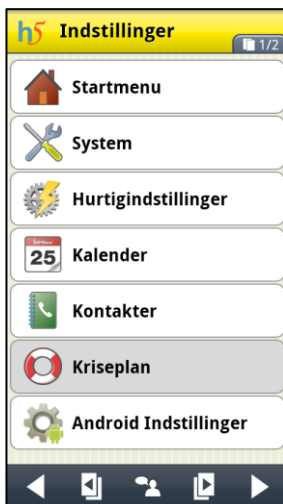 h5 Indstillinger
1/2
Startmenu
System
Hurtigindstillinger
25 Kalender
Kontakter
Kriseplan
Android Indstillinger